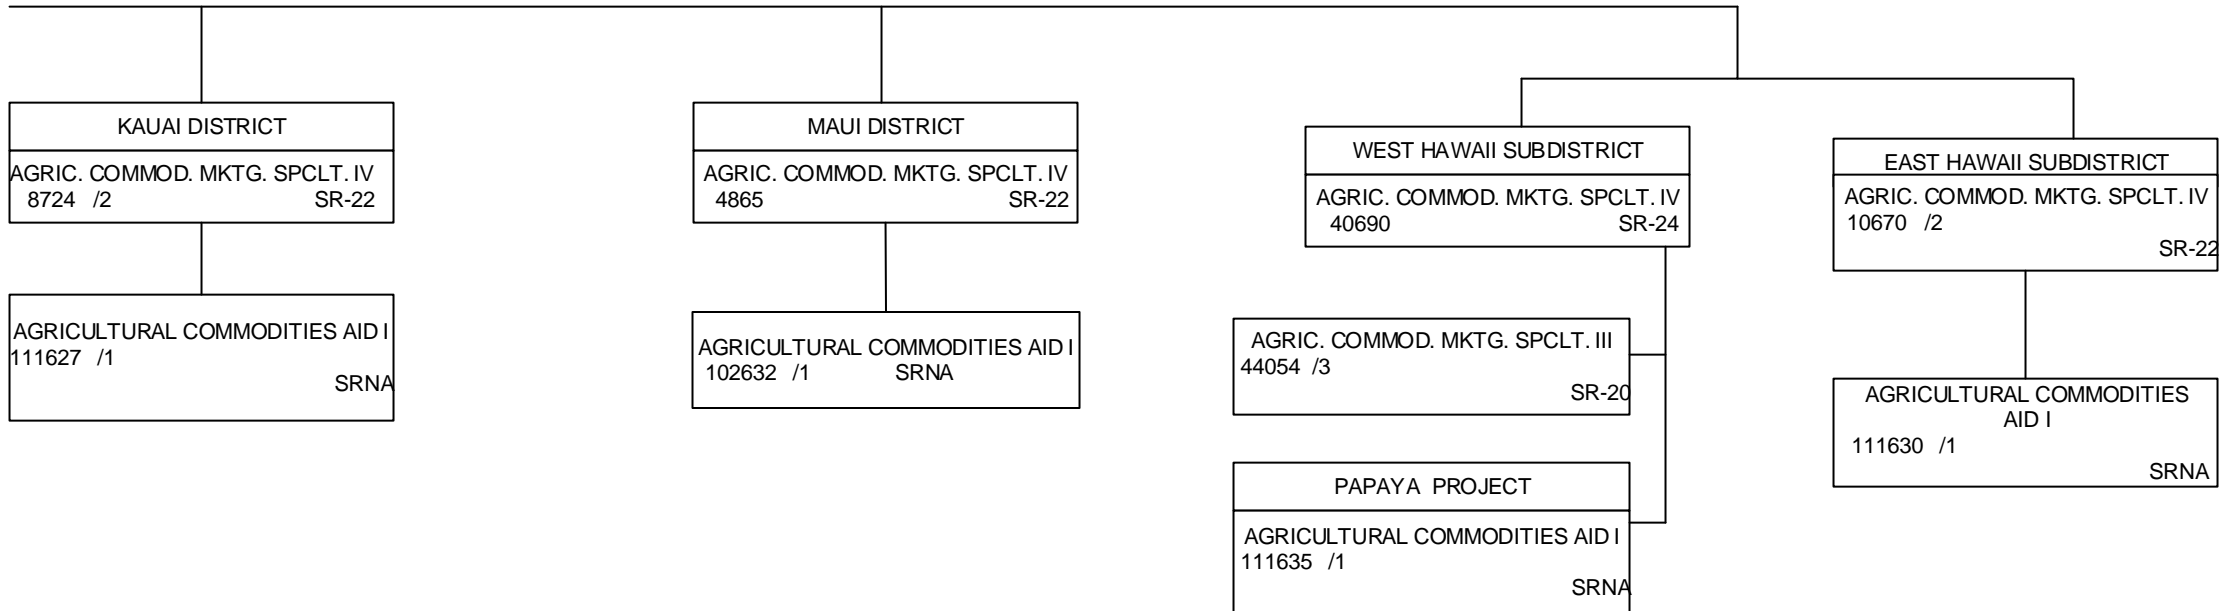 KAUAI DISTRICT
AGRIC. COMMOD. MKTG. SPCLT. IV
8724 /2 SR-22
AGRICULTURAL COMMODITIES AID I
111627 /1
SRNA
MAUI DISTRICT
AGRIC. COMMOD. MKTG. SPCLT. IV
4865 SR-22
AGRICULTURAL COMMODITIES AID I
102632 /1 SRNA
WEST HAWAII SUBDISTRICT
AGRIC. COMMOD. MKTG. SPCLT. IV
40690 SR-24
AGRIC. COMMOD. MKTG. SPCLT. III
44054 /3
SR-20
PAPAYA PROJECT
AGRICULTURAL COMMODITIES AID I
111635 /1
SRNA
EAST HAWAII SUBDISTRICT
AGRIC. COMMOD. MKTG. SPCLT. IV
10670 /2
SR-22
AGRICULTURAL COMMODITIES
AID I
111630 /1
SRNA